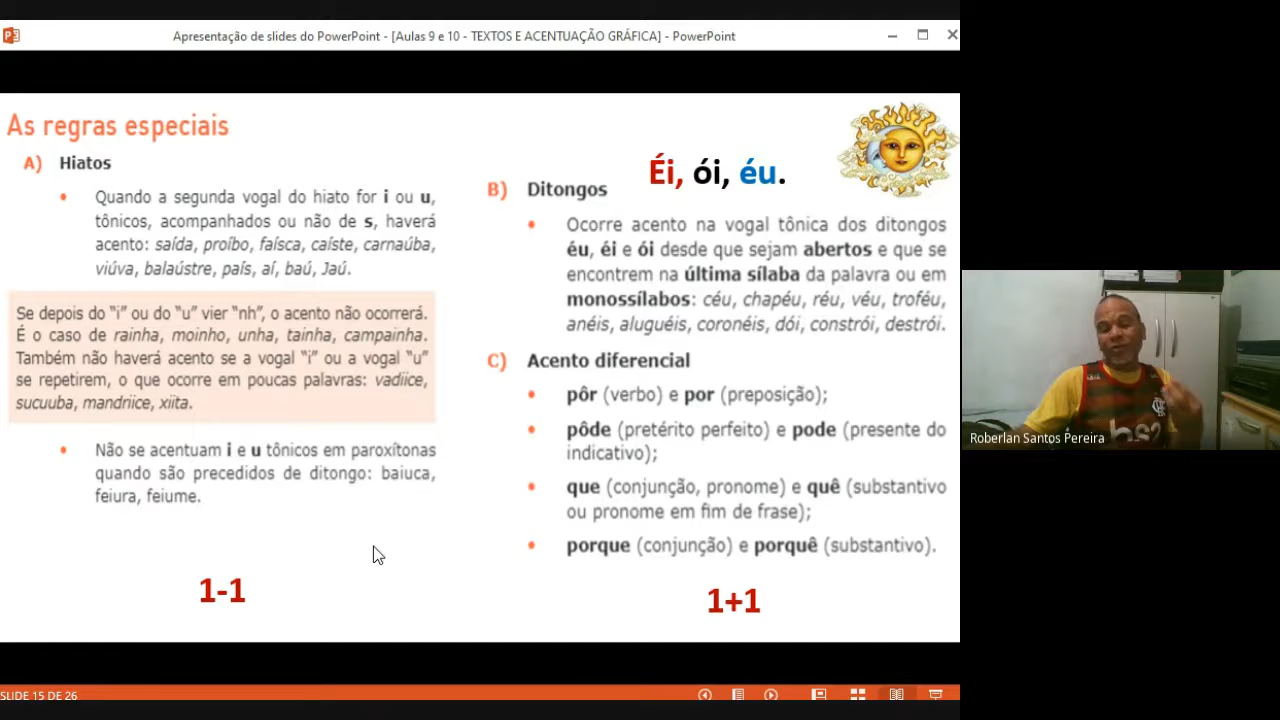 Apresentação de slides do PowerPoint - [Aulas 9 e 10 - TEXTOS E ACENTUAÇÃO GRÁFICA] - PowerPoint
As regras especiais
A) Hiatos
• Quando a segunda vogal do hiato for i ou u,
tônicos, acompanhados ou não de s, haverá
acento: saída, proíbo, faísca, caíste, carnaúba,
viúva, balaústre, país, aí, baú, Jaú.
Se depois do “i” ou do “u” vier “nh”, o acento não ocorrerá.
É o caso de rainha, moinho, unha, tainha, campainha.
Também não haverá acento se a vogal “i” ou a vogal “u”
se repetirem, o que ocorre em poucas palavras: vadiice,
sucuuba, mandriice, xiita.
• Não se acentuam i e u tônicos em paroxítonas
quando são precedidos de ditongo: baiuca,
feiura, feiume.
1-1
Éi, ói, éu.
B) Ditongos
• Ocorre acento na vogal tônica dos ditongos
éu, éi e ói desde que sejam abertos e que se
encontrem na última sílaba da palavra ou em
monossílabos: céu, chapéu, réu, véu, troféu,
anéis, aluguéis, coronéis, dói, constrói, destrói.
C) Acento diferencial
• pôr (verbo) e por (preposição);
• pôde (pretérito perfeito) e pode (presente do
indicativo);
• que (conjunção, pronome) e quê (substantivo
ou pronome em fim de frase);
• porque (conjunção) e porquê (substantivo).
1+1
Roberlan Santos Pereira
SLIDE 15 DE 26